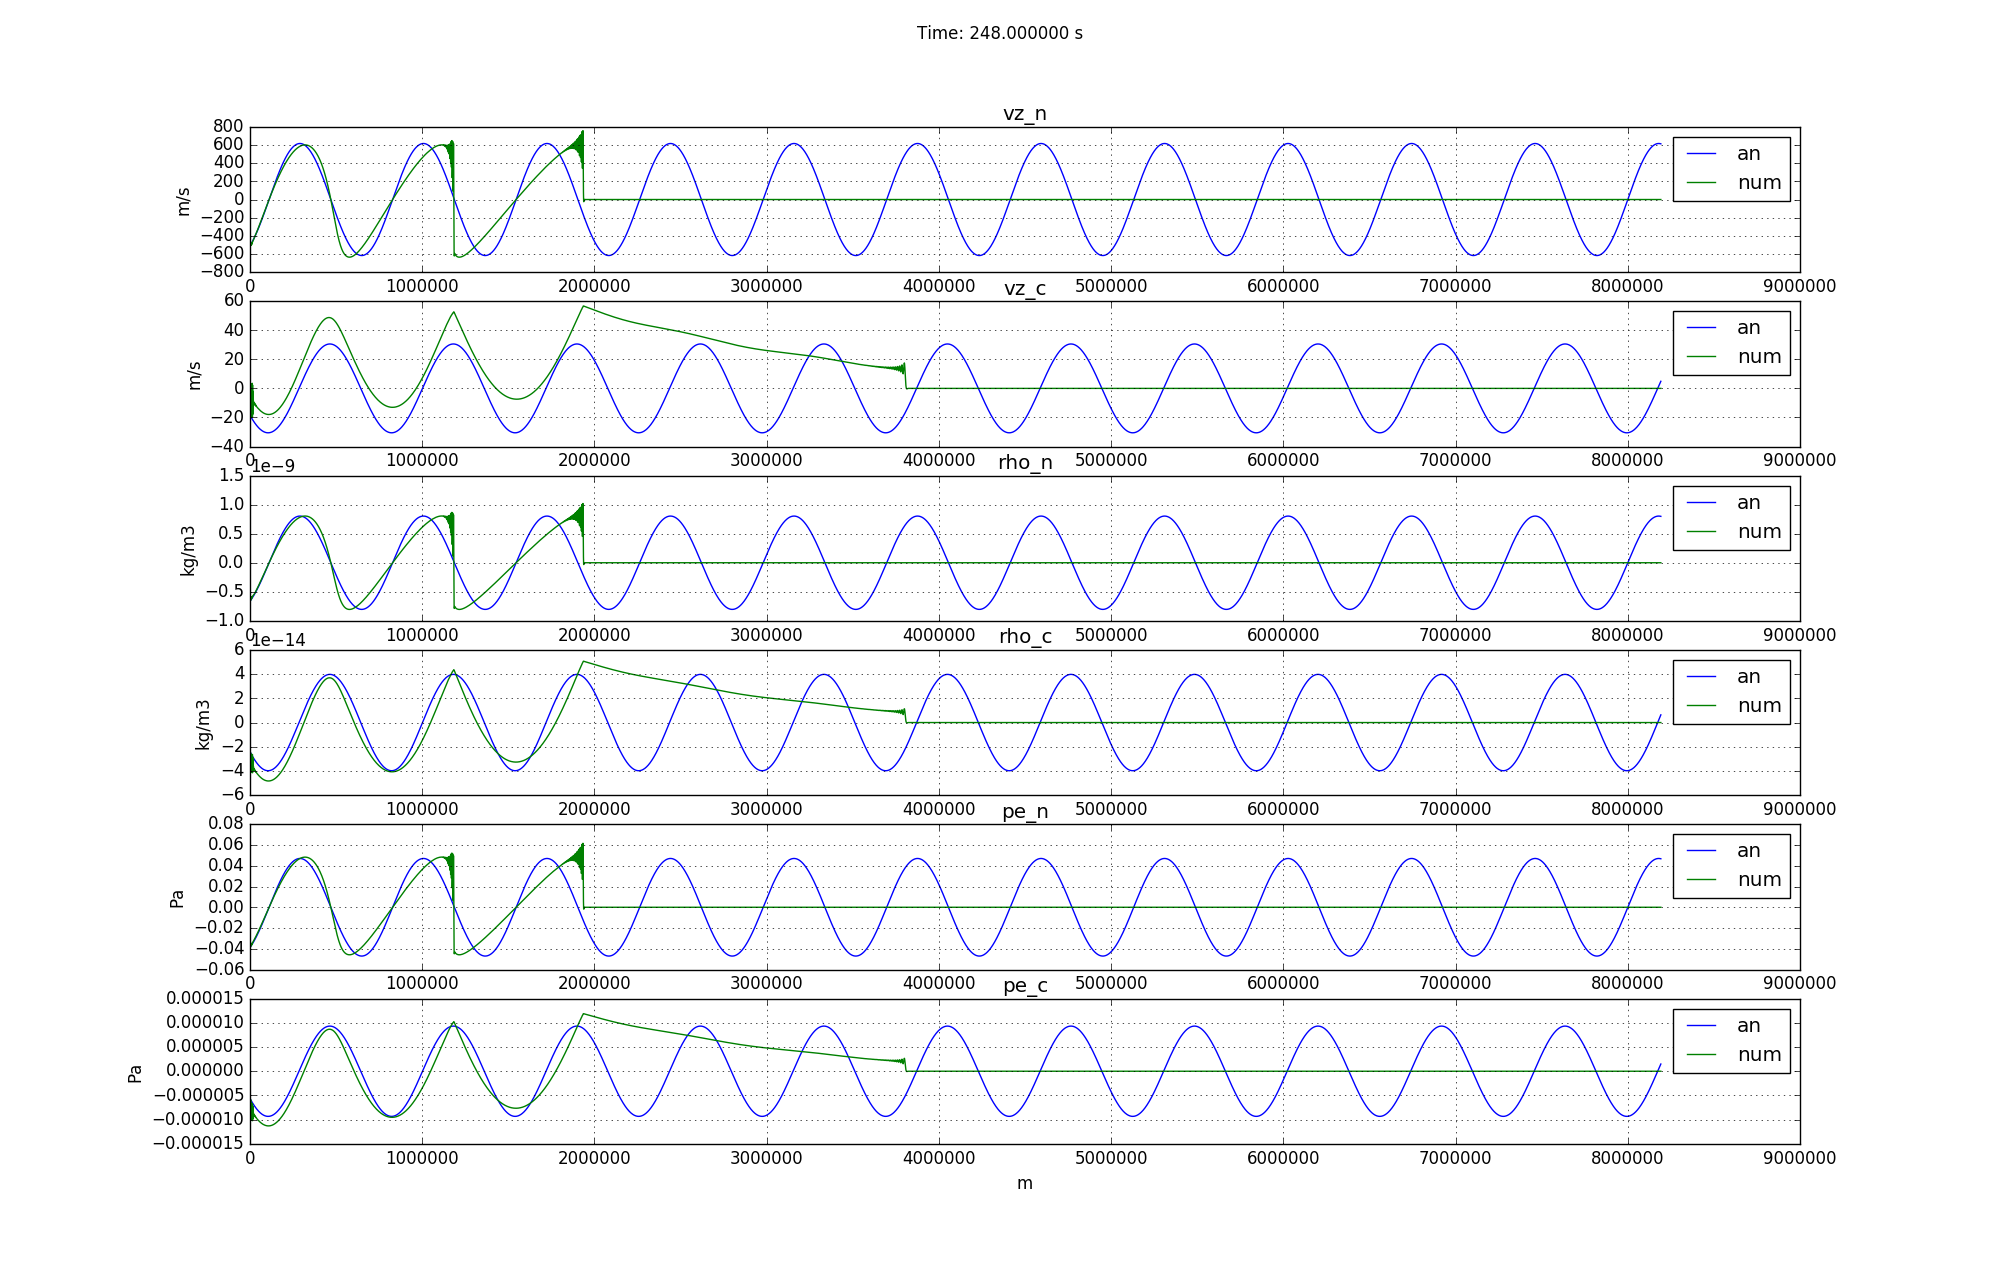 Time: 248.000000 s
vz_n
800
600
400
200
0
−200
−400
−600
−800
m/s
an
num
0 1000000 2000000 3000000 4000000 5000000 6000000 7000000 8000000 9000000
vz_c
60
40
20
0
−20
−40
m/s
an
num
0 1000000 2000000 3000000 4000000 5000000 6000000 7000000 8000000 9000000
1e−9
rho_n
1.5
1.0
0.5
0.0
−0.5
−1.0
kg/m3
an
num
0 1000000 2000000 3000000 4000000 5000000 6000000 7000000 8000000 9000000
1e−14
rho_c
6
4
2
0
−2
−4
−6
kg/m3
an
num
0 1000000 2000000 3000000 4000000 5000000 6000000 7000000 8000000 9000000
pe_n
0.08
0.06
0.04
0.02
0.00
−0.02
−0.04
−0.06
Pa
an
num
0 1000000 2000000 3000000 4000000 5000000 6000000 7000000 8000000 9000000
pe_c
0.000015
0.000010
0.000005
0.000000
−0.000005
−0.000010
−0.000015
Pa
an
num
0 1000000 2000000 3000000 4000000 5000000 6000000 7000000 8000000 9000000
m